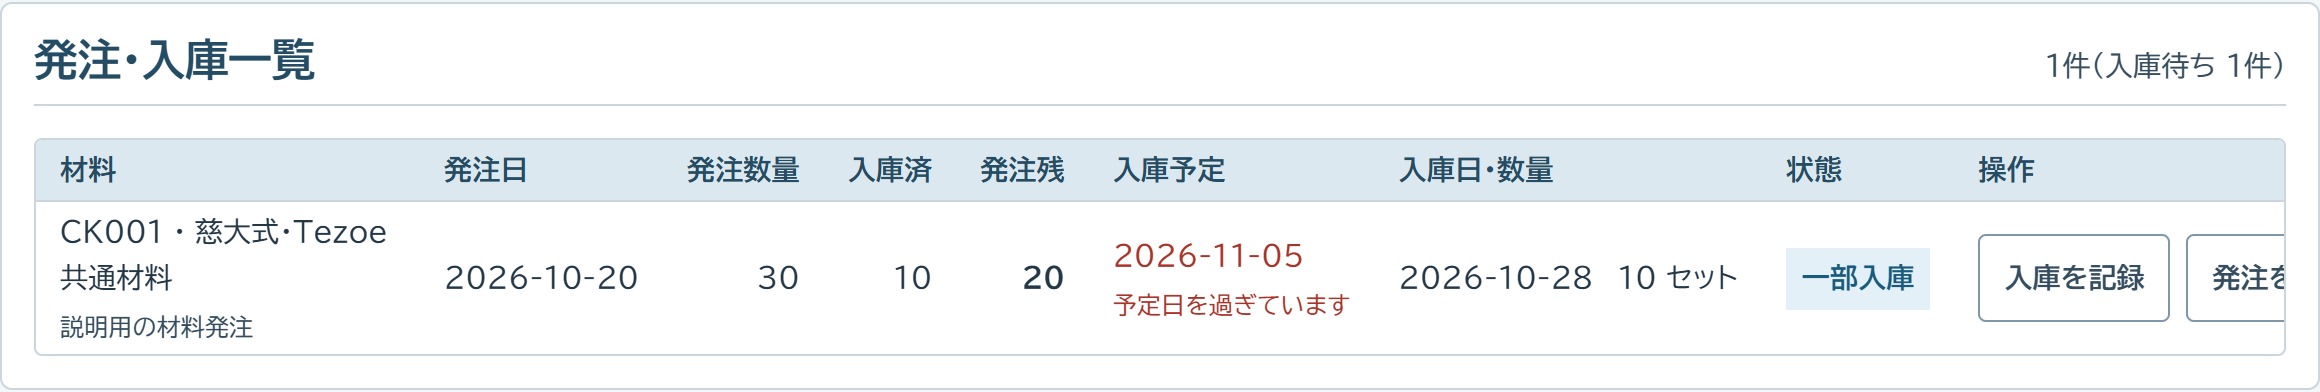 発注・入庫一覧
1件（入庫待ち 1件）
材料 発注日 発注数量 入庫済 発注残 入庫予定 入庫日・数量 状態 操作
CK001・慈大式・Tezoe
共通材料
説明用の材料発注
2026-10-20 30 10 20
2026-11-05
予定日を過ぎています
2026-10-28 10 セット 一部入庫 入庫を記録 発注を